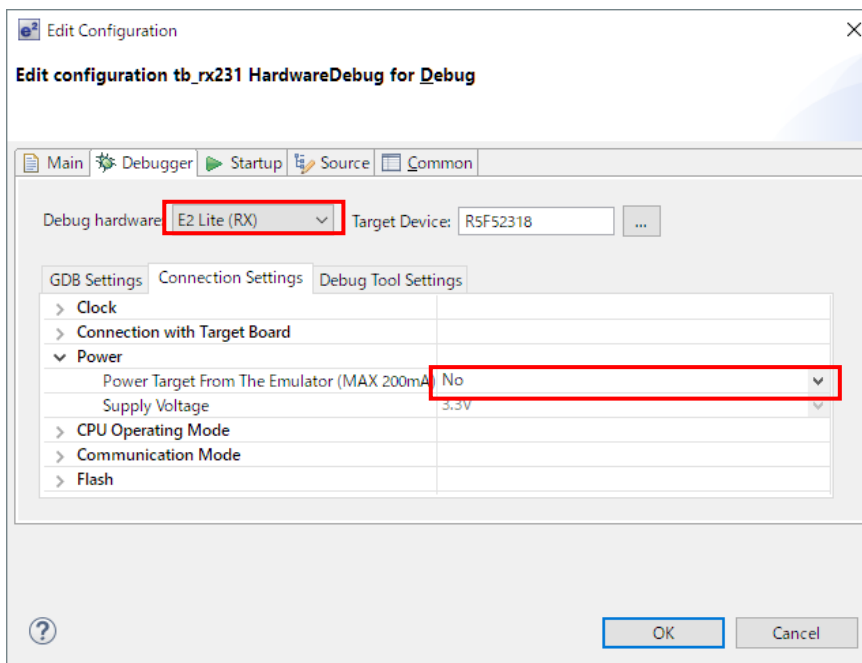 e² Edit Configuration
Edit configuration tb_rx231 HardwareDebug for Debug
Main Debugger Startup Source Common
Debug hardware: E2 Lite (RX) Target Device: R5F52318 ...
GDB Settings Connection Settings Debug Tool Settings
Clock
Connection with Target Board
Power
Power Target From The Emulator (MAX 200mA) No
Supply Voltage 3.3V
CPU Operating Mode
Communication Mode
Flash
? OK Cancel